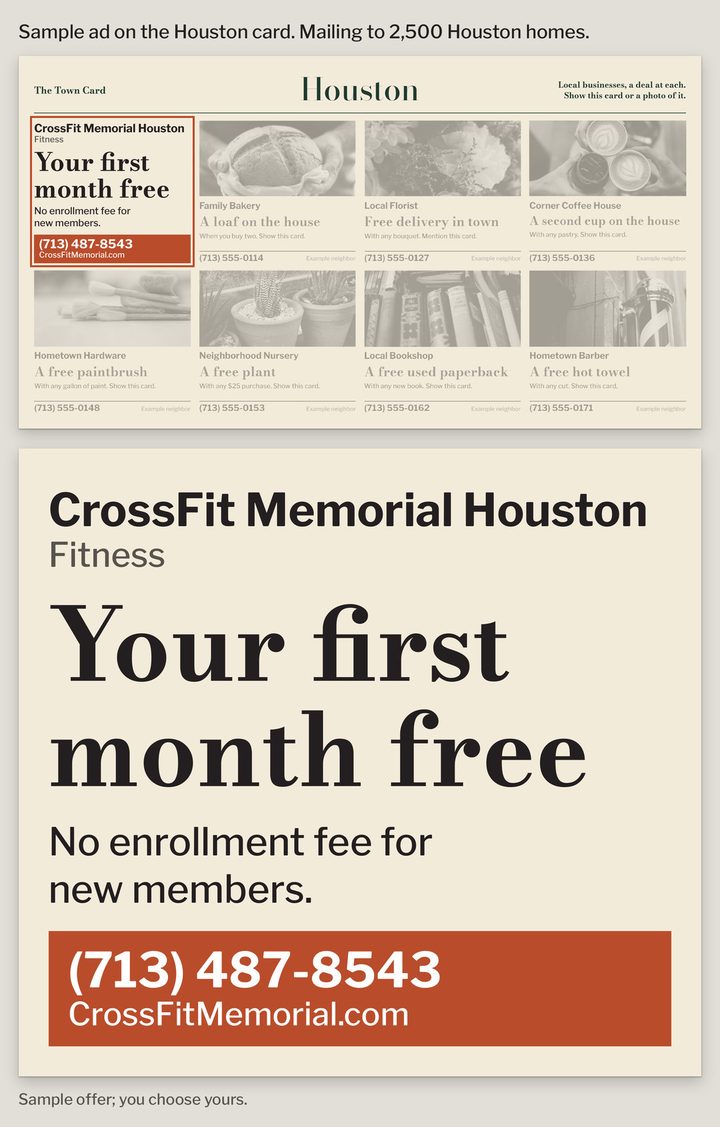 Sample ad on the Houston card. Mailing to 2,500 Houston homes.
The Town Card
Houston
Local businesses, a deal at each.
Show this card or a photo of it.
CrossFit Memorial Houston
Fitness
Your first
month free
No enrollment fee for
new members.
(713) 487-8543
CrossFitMemorial.com
Family Bakery
A loaf on the house
When you buy two. Show this card.
(713) 555-0114
Example neighbor
Local Florist
Free delivery in town
With any bouquet. Mention this card.
(713) 555-0127
Example neighbor
Corner Coffee House
A second cup on the house
With any pastry. Show this card.
(713) 555-0136
Example neighbor
Hometown Hardware
A free paintbrush
With any gallon of paint. Show this card.
(713) 555-0148
Example neighbor
Neighborhood Nursery
A free plant
With any $25 purchase. Show this card.
(713) 555-0153
Example neighbor
Local Bookshop
A free used paperback
With any new book. Show this card.
(713) 555-0162
Example neighbor
Hometown Barber
A free hot towel
With any cut. Show this card.
(713) 555-0171
Example neighbor
CrossFit Memorial Houston
Fitness
Your first
month free
No enrollment fee for
new members.
(713) 487-8543
CrossFitMemorial.com
Sample offer; you choose yours.